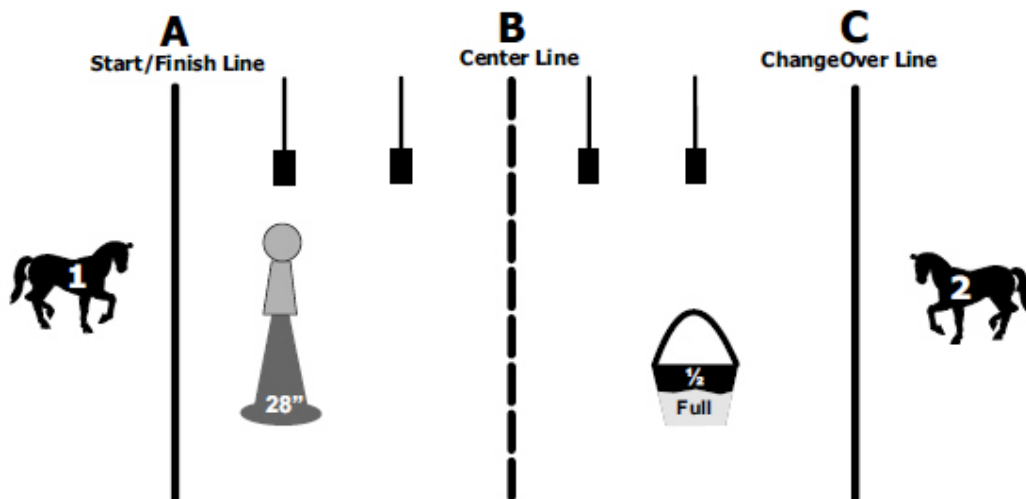 A
Start/Finish Line
B
Center Line
C
ChangeOver Line
1
2
½
Full
28”